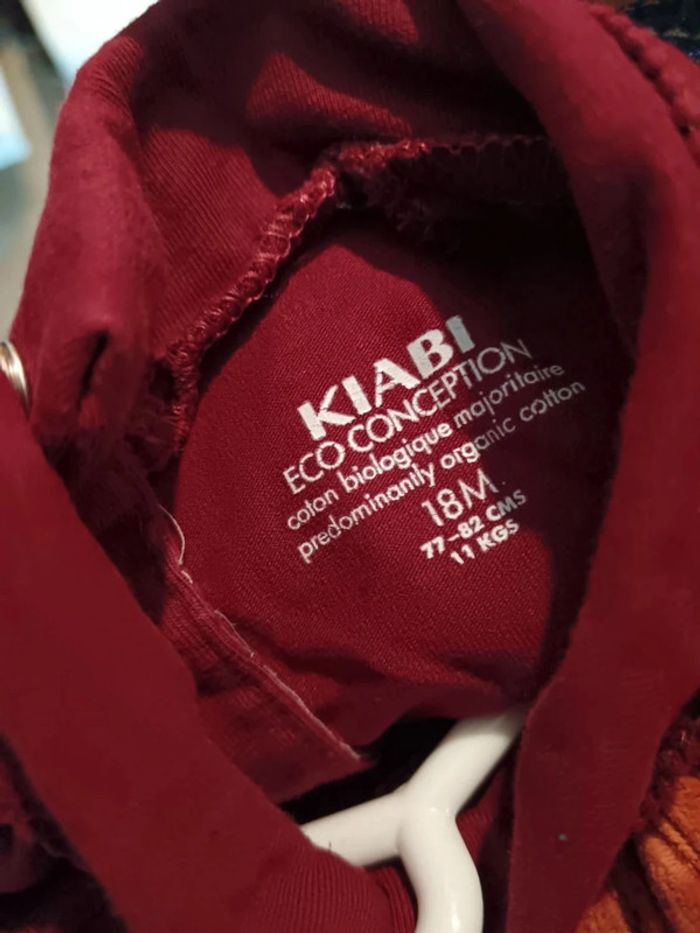 KIABI
ECO CONCEPTION
coton biologique majoritaire
predominantly organic cotton
18M
77-82 CMS
11 KGS